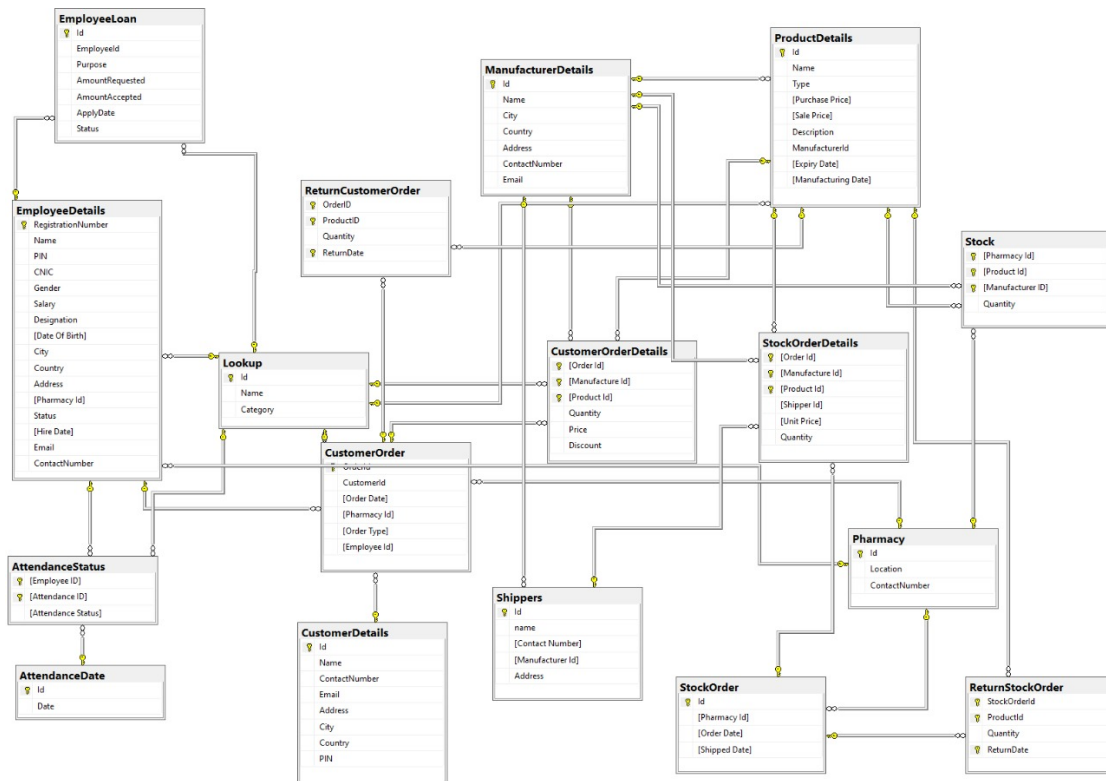 EmployeeLoan
Id
EmployeeId
Purpose
AmountRequested
AmountAccepted
ApplyDate
Status
ManufacturerDetails
Id
Name
City
Country
Address
ContactNumber
Email
ProductDetails
Id
Name
Type
[Purchase Price]
[Sale Price]
Description
ManufacturerId
[Expiry Date]
[Manufacturing Date]
ReturnCustomerOrder
OrderID
ProductID
Quantity
ReturnDate
EmployeeDetails
RegistrationNumber
Name
PIN
CNIC
Gender
Salary
Designation
[Date Of Birth]
City
Country
Address
[Pharmacy Id]
Status
[Hire Date]
Email
ContactNumber
Stock
[Pharmacy Id]
[Product Id]
[Manufacturer ID]
Quantity
Lookup
Id
Name
Category
CustomerOrderDetails
[Order Id]
[Manufacture Id]
[Product Id]
Quantity
Price
Discount
StockOrderDetails
[Order Id]
[Manufacture Id]
[Product Id]
[Shipper Id]
[Unit Price]
Quantity
CustomerOrder
OrderId
CustomerId
[Order Date]
[Pharmacy Id]
[Order Type]
[Employee Id]
Pharmacy
Id
Location
ContactNumber
AttendanceStatus
[Employee ID]
[Attendance ID]
[Attendance Status]
Shippers
Id
name
[Contact Number]
[Manufacturer Id]
Address
CustomerDetails
Id
Name
ContactNumber
Email
Address
City
Country
PIN
AttendanceDate
Id
Date
StockOrder
Id
[Pharmacy Id]
[Order Date]
[Shipped Date]
ReturnStockOrder
StockOrderId
ProductId
Quantity
ReturnDate